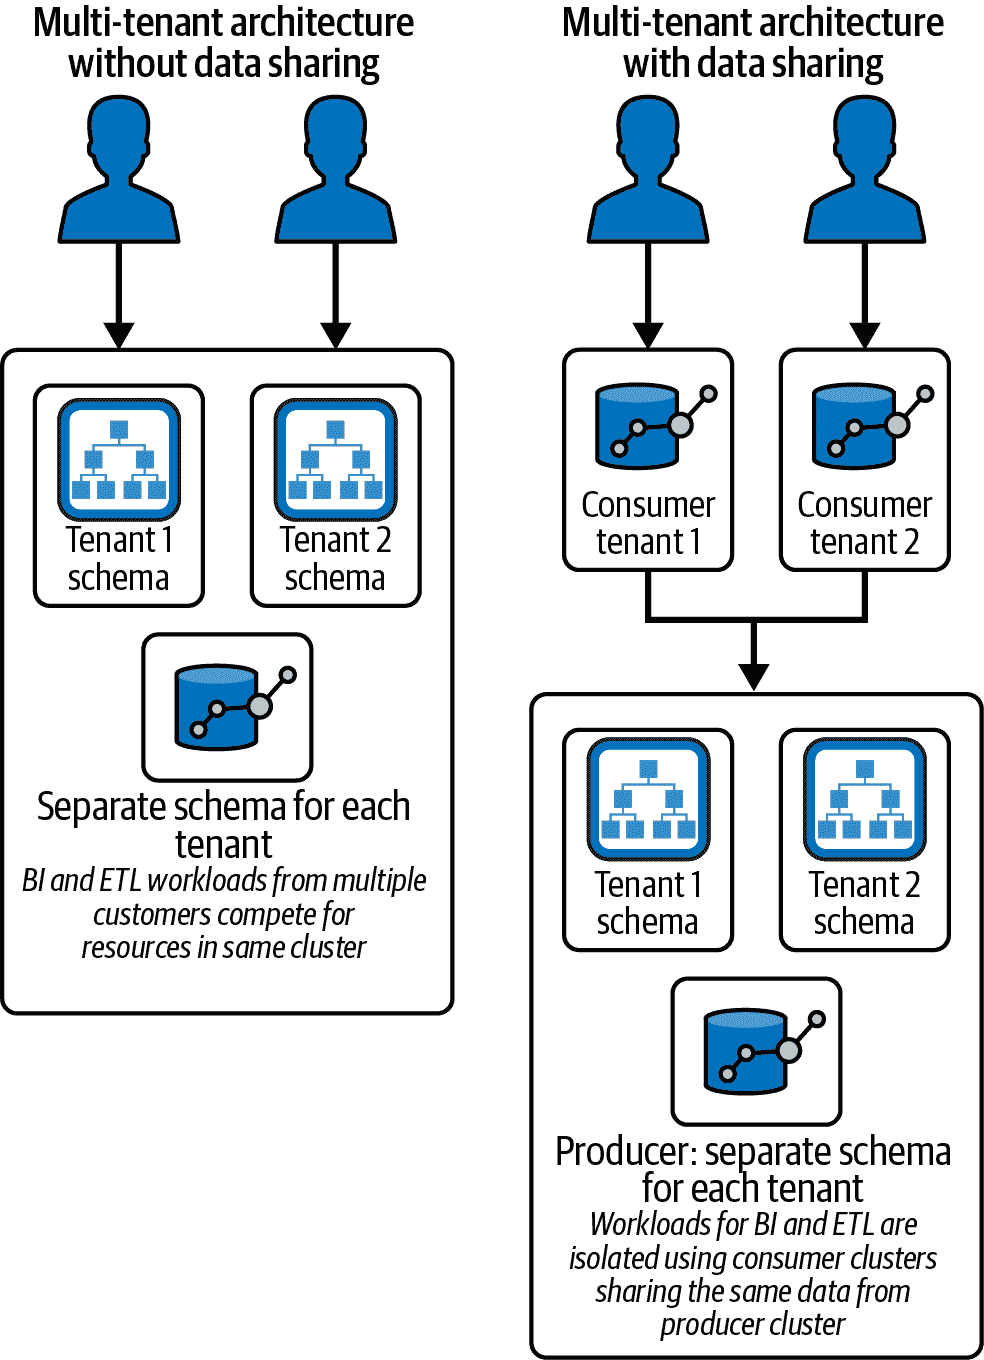 Multi-tenant architecture
without data sharing
Tenant 1
schema
Tenant 2
schema
Separate schema for each
tenant
BI and ETL workloads from multiple
customers compete for
resources in same cluster
Multi-tenant architecture
with data sharing
Consumer
tenant 1
Consumer
tenant 2
Tenant 1
schema
Tenant 2
schema
Producer: separate schema
for each tenant
Workloads for BI and ETL are
isolated using consumer clusters
sharing the same data from
producer cluster